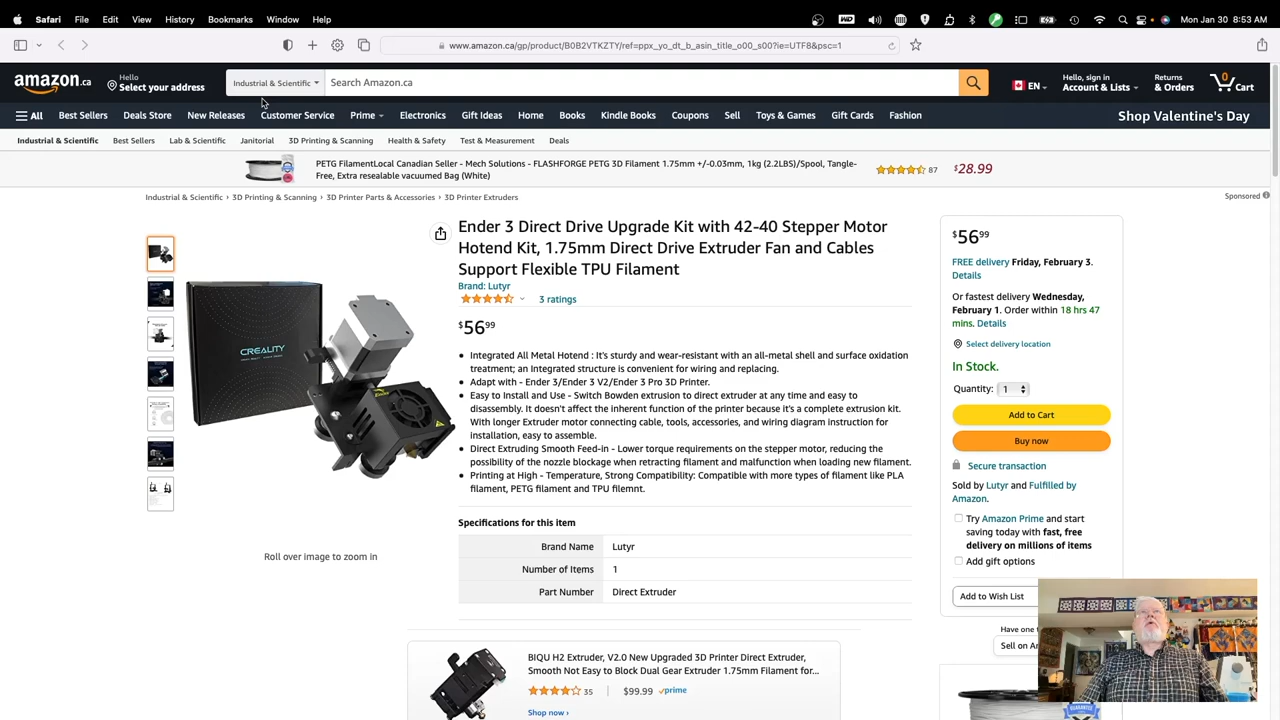 Safari File Edit View History Bookmarks Window Help
WD
Mon Jan 30 8:53 AM
www.amazon.ca/gp/product/B0B2VTKZTY/ref=ppx_yo_dt_b_asin_title_o00_s00?ie=UTF8&psc=1
amazon.ca
Hello
Select your address
Industrial & Scientific
Search Amazon.ca
EN
Hello, sign in
Account & Lists
Returns
& Orders
0
Cart
All Best Sellers Deals Store New Releases Customer Service Prime Electronics Gift Ideas Home Books Kindle Books Coupons Sell Toys & Games Gift Cards Fashion
Shop Valentine's Day
Industrial & Scientific Best Sellers Lab & Scientific Janitorial 3D Printing & Scanning Health & Safety Test & Measurement Deals
PETG FilamentLocal Canadian Seller - Mech Solutions - FLASHFORGE PETG 3D Filament 1.75mm +/-0.03mm, 1kg (2.2LBS)/Spool, Tangle-
Free, Extra resealable vacuumed Bag (White)
87
$28.99
Industrial & Scientific › 3D Printing & Scanning › 3D Printer Parts & Accessories › 3D Printer Extruders
Sponsored
Ender 3 Direct Drive Upgrade Kit with 42-40 Stepper Motor
Hotend Kit, 1.75mm Direct Drive Extruder Fan and Cables
Support Flexible TPU Filament
Brand: Lutyr
3 ratings
$56 99
CREALITY
Integrated All Metal Hotend : It's sturdy and wear-resistant with an all-metal shell and surface oxidation
treatment; an Integrated structure is convenient for wiring and replacing.
Adapt with - Ender 3/Ender 3 V2/Ender 3 Pro 3D Printer.
Easy to Install and Use - Switch Bowden extrusion to direct extruder at any time and easy to
disassembly. It doesn't affect the inherent function of the printer because it's a complete extrusion kit.
With longer Extruder motor connecting cable, tools, accessories, and wiring diagram instruction for
installation, easy to assemble.
Direct Extruding Smooth Feed-in - Lower torque requirements on the stepper motor, reducing the
possibility of the nozzle blockage when retracting filament and malfunction when loading new filament.
Printing at High - Temperature, Strong Compatibility: Compatible with more types of filament like PLA
filament, PETG filament and TPU filemnt.
Roll over image to zoom in
Specifications for this item
Brand Name Lutyr
Number of Items 1
Part Number Direct Extruder
BIQU H2 Extruder, V2.0 New Upgraded 3D Printer Direct Extruder,
Smooth Not Easy to Block Dual Gear Extruder 1.75mm Filament for...
35 | $99.99 prime
Shop now ›
$56 99
FREE delivery Friday, February 3.
Details
Or fastest delivery Wednesday,
February 1. Order within 18 hrs 47
mins. Details
Select delivery location
In Stock.
Quantity: 1
Add to Cart
Buy now
Secure transaction
Sold by Lutyr and Fulfilled by
Amazon.
Try Amazon Prime and start
saving today with fast, free
delivery on millions of items
Add gift options
Add to Wish List
Have one
Sell on